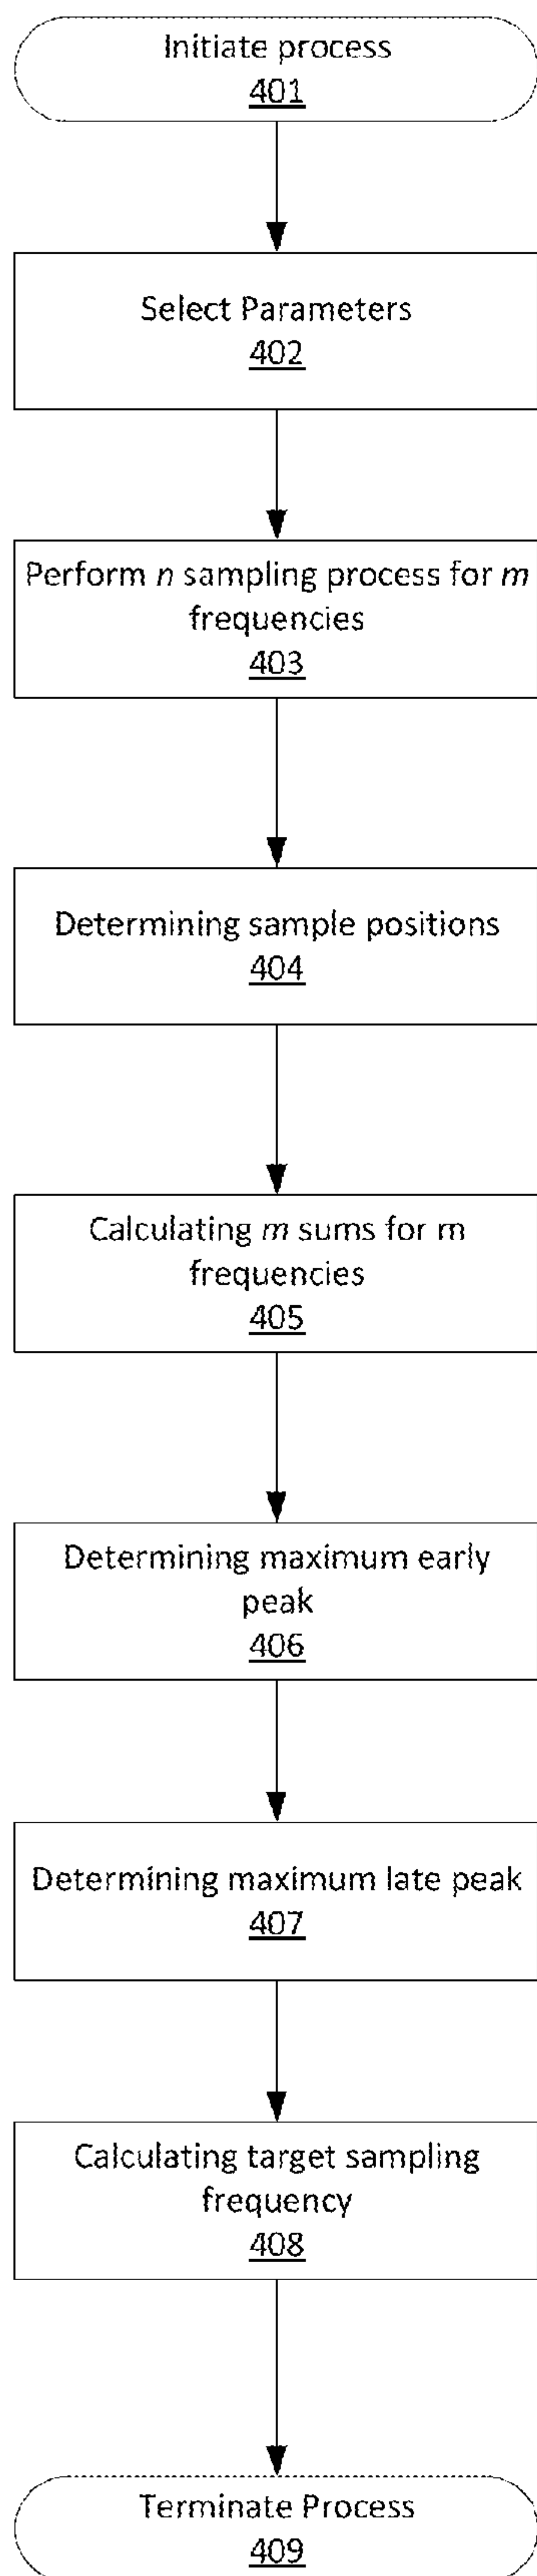 Initiate process
401
Select Parameters
402
Perform n sampling process for m
frequencies
403
Determining sample positions
404
Calculating m sums for m
frequencies
405
Determining maximum early
peak
406
Determining maximum late peak
407
Calculating target sampling
frequency
408
Terminate Process
409